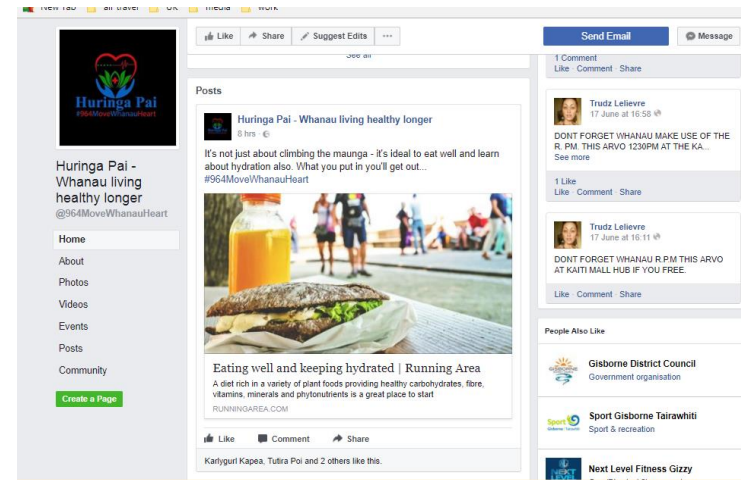 New Tab
air travel
UK
media
work
Like
Share
Suggest Edits
Send Email
Message
See all
Huringa Pai
#964MoveWhanauHeart
Huringa Pai -
Whanau living
healthy longer
@964MoveWhanauHeart
Home
About
Photos
Videos
Events
Posts
Community
Create a Page
Posts
Huringa Pai - Whanau living healthy longer
8 hrs ·
It's not just about climbing the maunga - it's ideal to eat well and learn
about hydration also. What you put in you'll get out...
#964MoveWhanauHeart
Eating well and keeping hydrated | Running Area
A diet rich in a variety of plant foods providing healthy carbohydrates, fibre,
vitamins, minerals and phytonutrients is a great place to start
RUNNINGAREA.COM
Like
Comment
Share
Karlygurl Kapea, Tutira Poi and 2 others like this.
1 Comment
Like · Comment · Share
Trudz Lelievre
17 June at 16:58
DONT FORGET WHANAU MAKE USE OF THE
R. PM. THIS ARVO 1230PM AT THE KA...
See more
1 Like
Like · Comment · Share
Trudz Lelievre
17 June at 16:11
DONT FORGET WHANAU R.P.M THIS ARVO
AT KAITI MALL HUB IF YOU FREE.
Like · Comment · Share
People Also Like
Gisborne District Council
Government organisation
Sport Gisborne Tairawhiti
Sport & recreation
NEXT
LEVEL
Next Level Fitness Gizzy